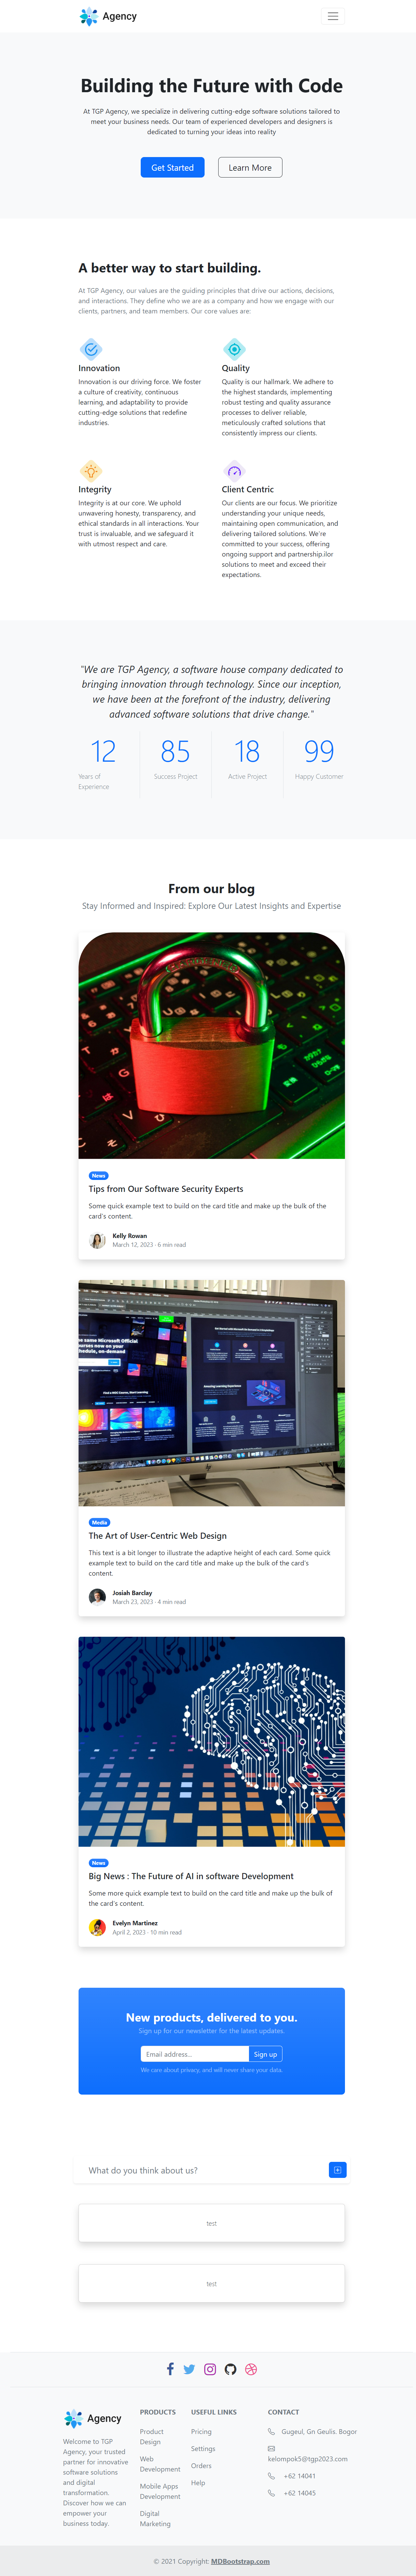 Agency
Building the Future with Code
At TGP Agency, we specialize in delivering cutting-edge software solutions tailored to
meet your business needs. Our team of experienced developers and designers is
dedicated to turning your ideas into reality
Get Started
Learn More
A better way to start building.
At TGP Agency, our values are the guiding principles that drive our actions, decisions,
and interactions. They define who we are as a company and how we engage with our
clients, partners, and team members. Our core values are:
Innovation
Innovation is our driving force. We foster
a culture of creativity, continuous
learning, and adaptability to provide
cutting-edge solutions that redefine
industries.
Quality
Quality is our hallmark. We adhere to
the highest standards, implementing
robust testing and quality assurance
processes to deliver reliable,
meticulously crafted solutions that
consistently impress our clients.
Integrity
Integrity is at our core. We uphold
unwavering honesty, transparency, and
ethical standards in all interactions. Your
trust is invaluable, and we safeguard it
with utmost respect and care.
Client Centric
Our clients are our focus. We prioritize
understanding your unique needs,
maintaining open communication, and
delivering tailored solutions. We're
committed to your success, offering
ongoing support and partnership.ilor
solutions to meet and exceed their
expectations.
"We are TGP Agency, a software house company dedicated to
bringing innovation through technology. Since our inception,
we have been at the forefront of the industry, delivering
advanced software solutions that drive change."
12
Years of
Experience
85
Success Project
18
Active Project
99
Happy Customer
From our blog
Stay Informed and Inspired: Explore Our Latest Insights and Expertise
News
Tips from Our Software Security Experts
Some quick example text to build on the card title and make up the bulk of the
card's content.
Kelly Rowan
March 12, 2023 · 6 min read
Media
The Art of User-Centric Web Design
This text is a bit longer to illustrate the adaptive height of each card. Some quick
example text to build on the card title and make up the bulk of the card's
content.
Josiah Barclay
March 23, 2023 · 4 min read
News
Big News : The Future of AI in software Development
Some more quick example text to build on the card title and make up the bulk of
the card's content.
Evelyn Martinez
April 2, 2023 · 10 min read
New products, delivered to you.
Sign up for our newsletter for the latest updates.
Email address...
Sign up
We care about privacy, and will never share your data.
What do you think about us?
test
test
Agency
Welcome to TGP
Agency, your trusted
partner for innovative
software solutions
and digital
transformation.
Discover how we can
empower your
business today.
PRODUCTS
Product
Design
Web
Development
Mobile Apps
Development
Digital
Marketing
USEFUL LINKS
Pricing
Settings
Orders
Help
CONTACT
Gugeul, Gn Geulis. Bogor
kelompok5@tgp2023.com
+62 14041
+62 14045
© 2021 Copyright: MDBootstrap.com